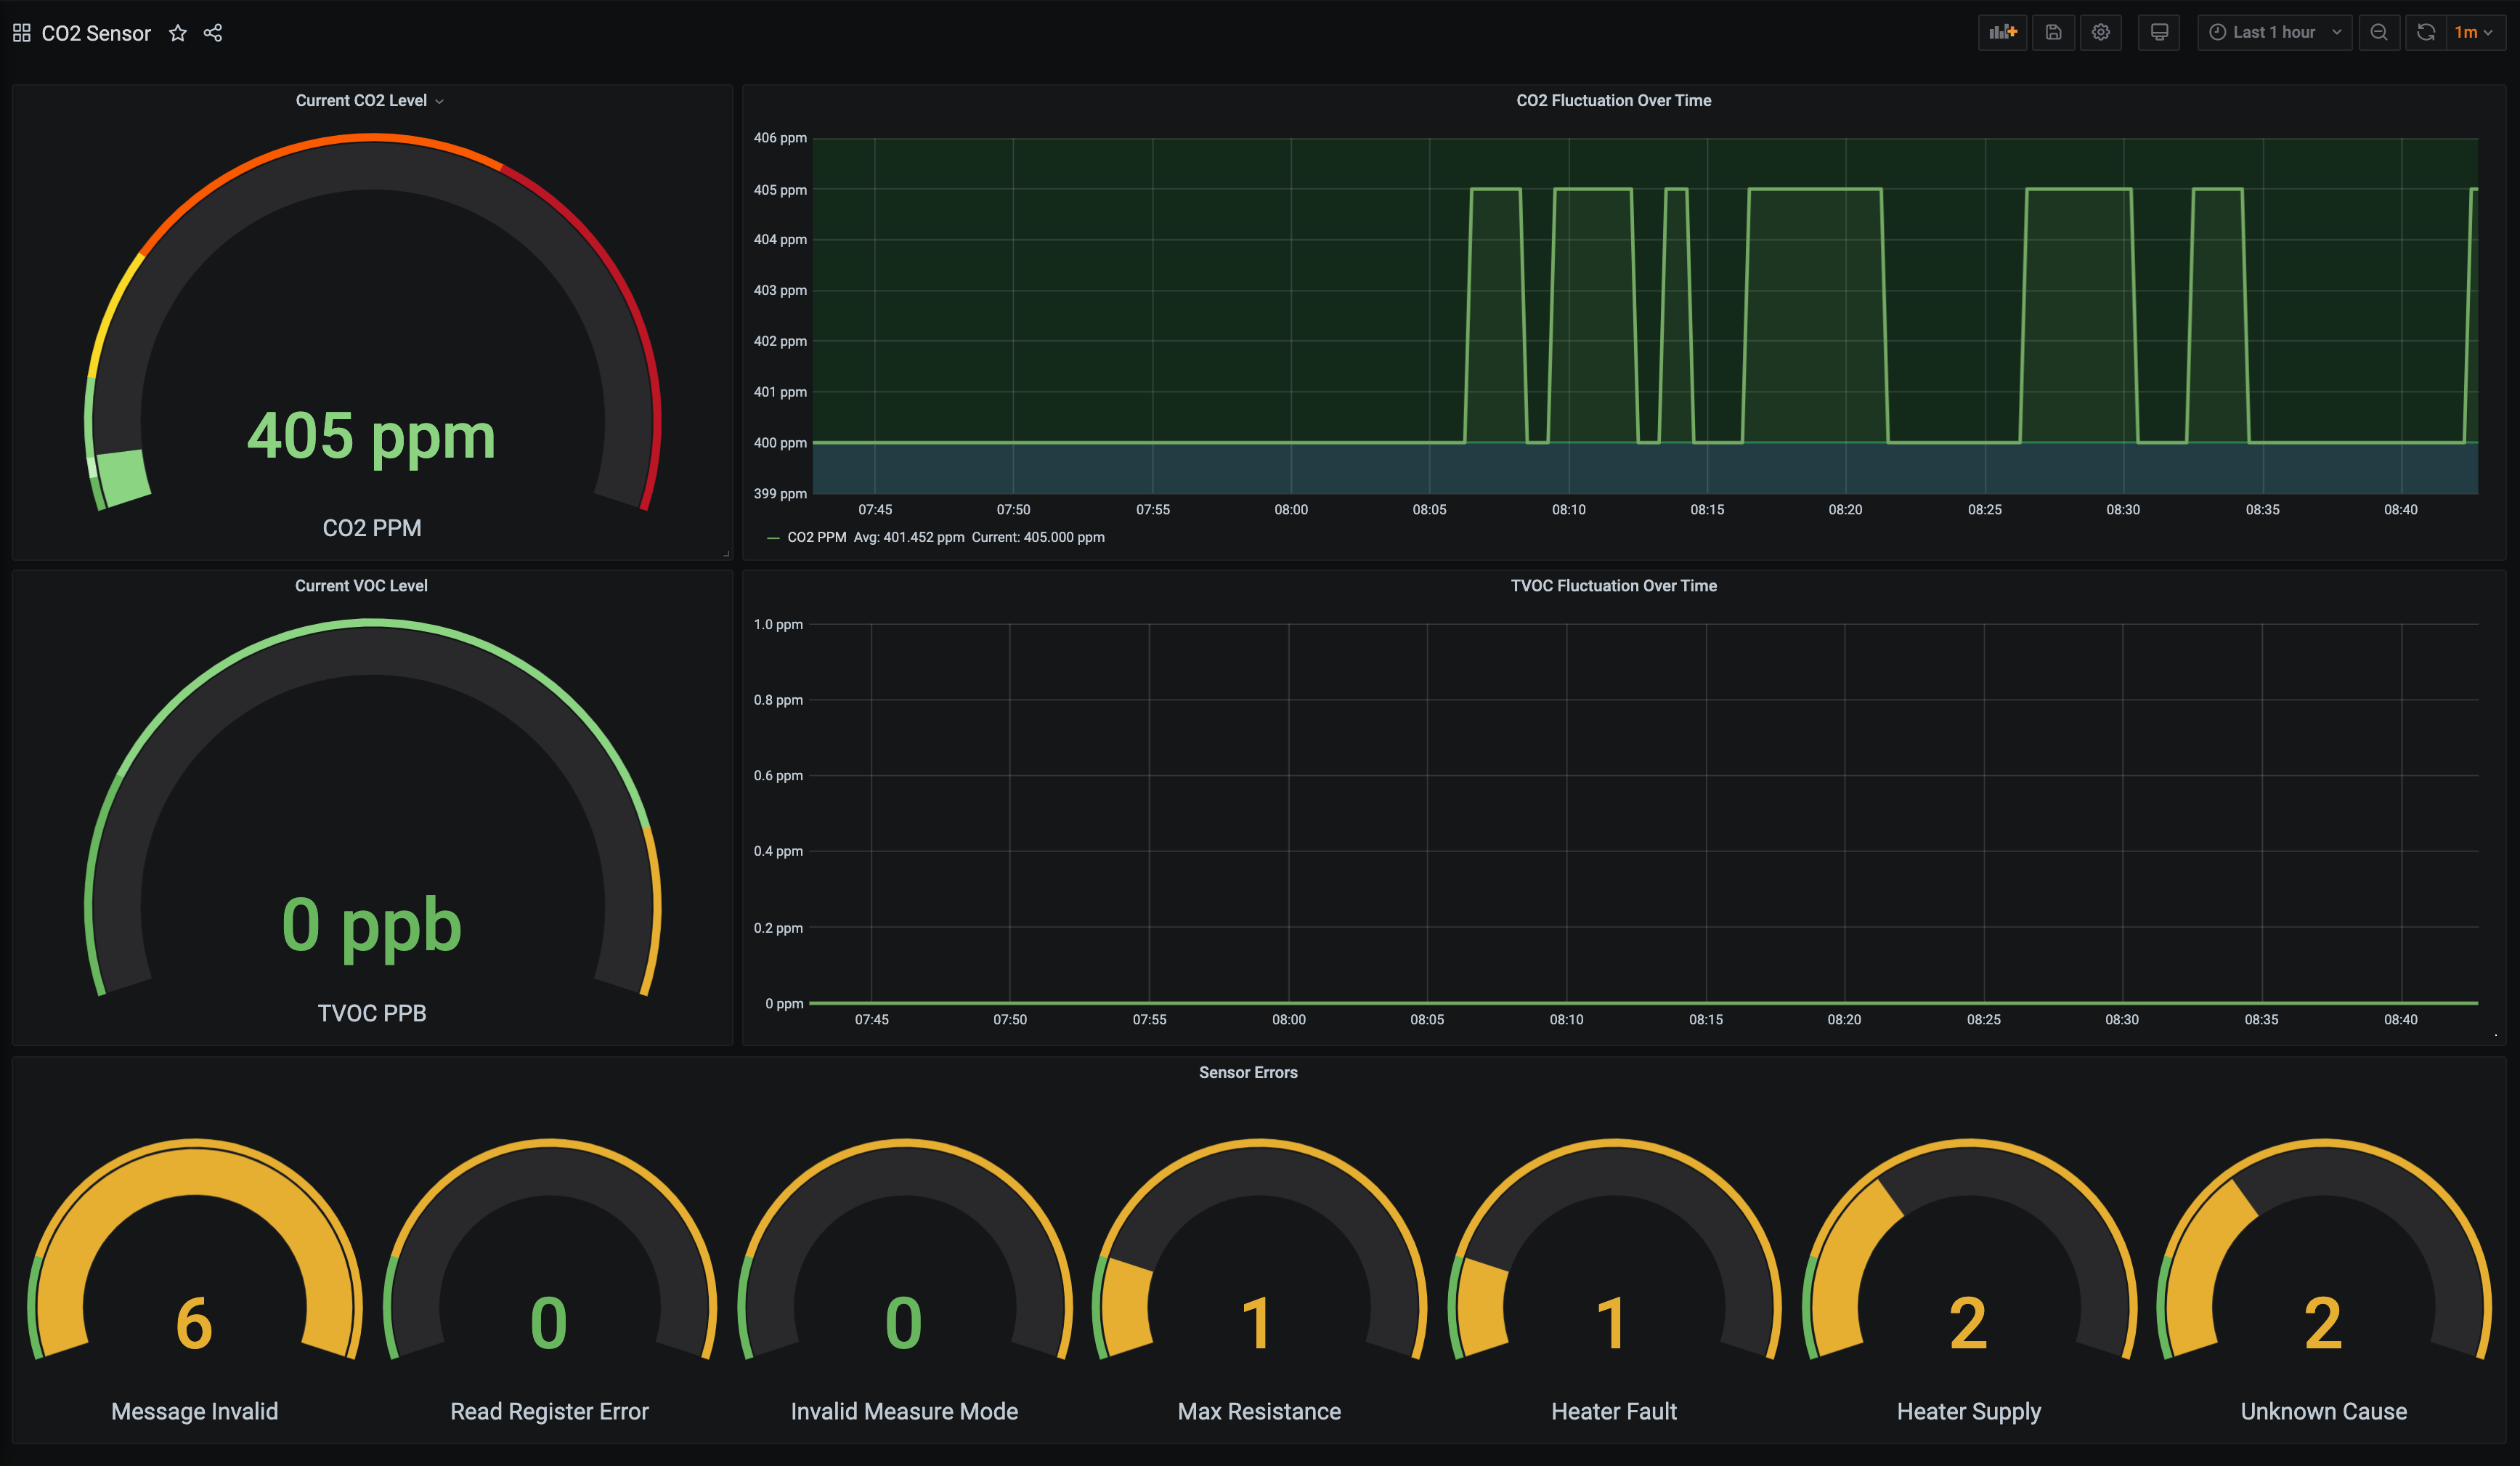 CO2 Sensor
Last 1 hour
1m
Current CO2 Level
405 ppm
CO2 PPM
CO2 Fluctuation Over Time
406 ppm
405 ppm
404 ppm
403 ppm
402 ppm
401 ppm
400 ppm
399 ppm
07:45 07:50 07:55 08:00 08:05 08:10 08:15 08:20 08:25 08:30 08:35 08:40
CO2 PPM Avg: 401.452 ppm Current: 405.000 ppm
Current VOC Level
0 ppb
TVOC PPB
TVOC Fluctuation Over Time
1.0 ppm
0.8 ppm
0.6 ppm
0.4 ppm
0.2 ppm
0 ppm
07:45 07:50 07:55 08:00 08:05 08:10 08:15 08:20 08:25 08:30 08:35 08:40
Sensor Errors
6 0 0 1 1 2 2
Message Invalid Read Register Error Invalid Measure Mode Max Resistance Heater Fault Heater Supply Unknown Cause